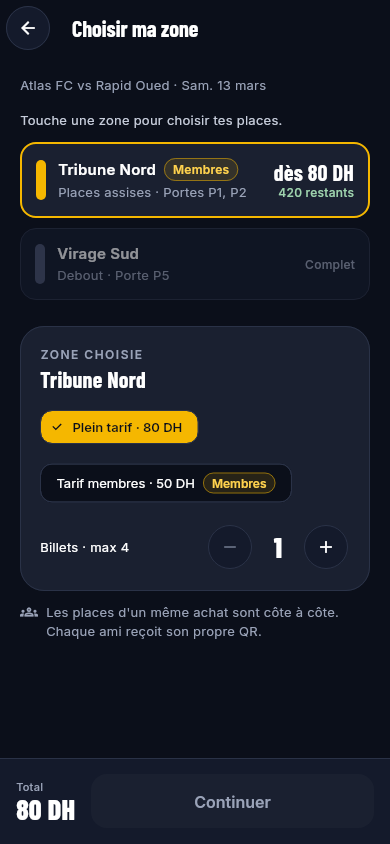 Choisir ma zone
Atlas FC vs Rapid Oued · Sam. 13 mars
Touche une zone pour choisir tes places.
Tribune Nord Membres
dès 80 DH
Places assises · Portes P1, P2
420 restants
Virage Sud
Debout · Porte P5
Complet
ZONE CHOISIE
Tribune Nord
Plein tarif · 80 DH
Tarif membres · 50 DH Membres
Billets · max 4
1
Les places d'un même achat sont côte à côte.
Chaque ami reçoit son propre QR.
Total
80 DH
Continuer